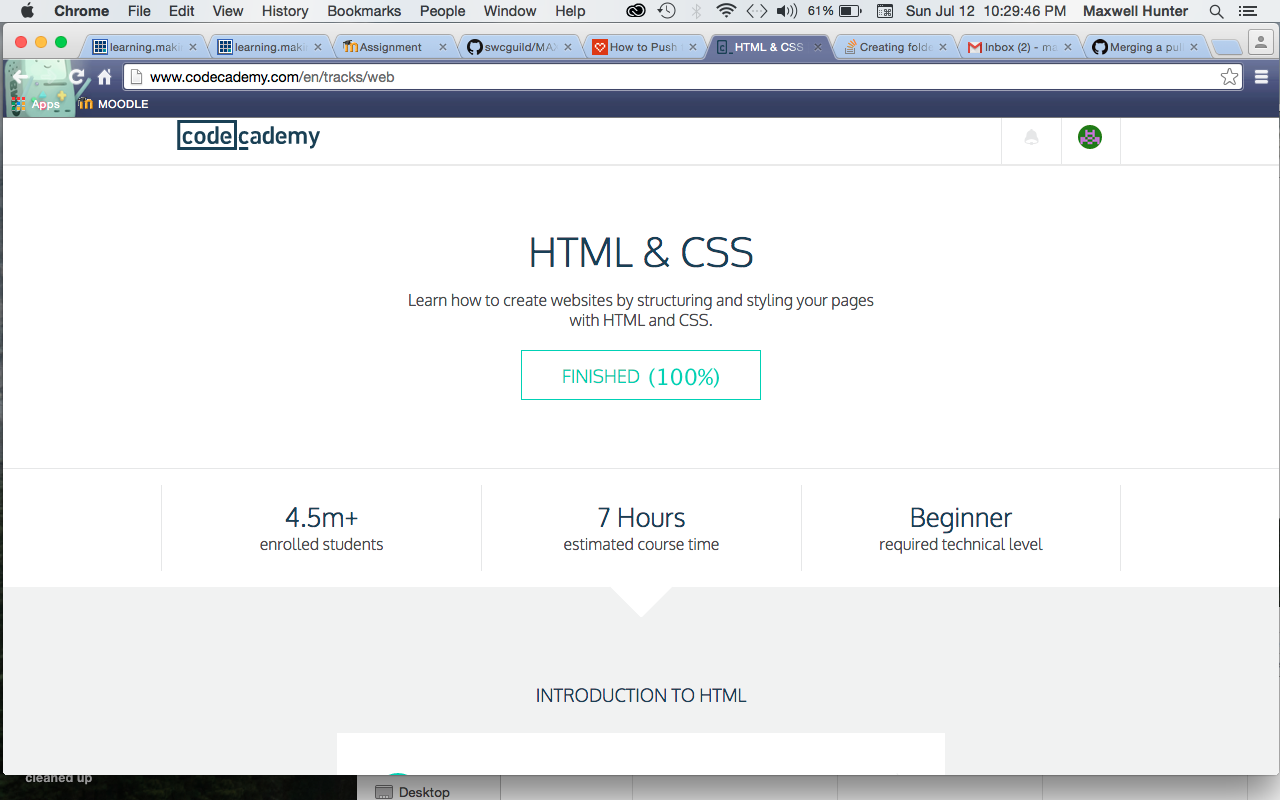 Chrome File Edit View History Bookmarks People Window Help 61% Sun Jul 12 10:29:46 PM Maxwell Hunter
learning.mak learning.mak Assignment swcguild/MA How to Push HTML & CSS Creating folde Inbox (2) - ma Merging a pul
www.codecademy.com/en/tracks/web
Apps MOODLE
codecademy
HTML & CSS
Learn how to create websites by structuring and styling your pages
with HTML and CSS.
FINISHED (100%)
4.5m+ 7 Hours Beginner
enrolled students estimated course time required technical level
INTRODUCTION TO HTML
cleaned up
Desktop